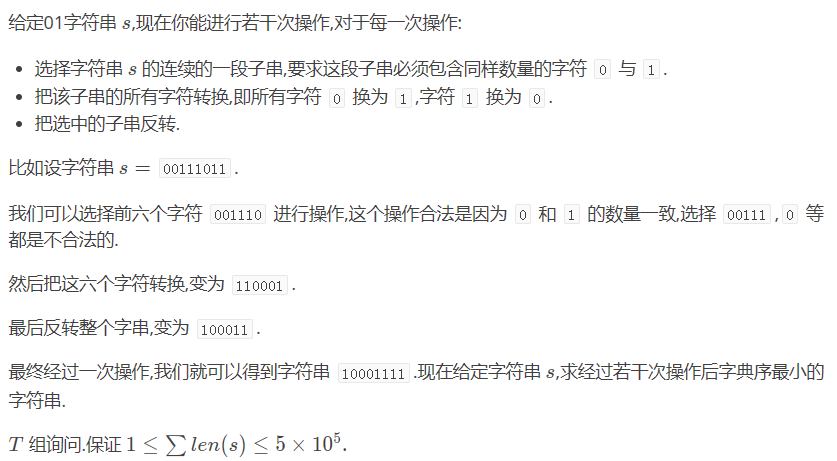 给定01字符串 s,现在你能进行若干次操作,对于每一次操作:
• 选择字符串 s 的连续的一段子串,要求这段子串必须包含同样数量的字符 0 与 1 .
• 把该子串的所有字符转换,即所有字符 0 换为 1 ,字符 1 换为 0 .
• 把选中的子串反转.
比如设字符串 s = 00111011 .
我们可以选择前六个字符 001110 进行操作,这个操作合法是因为 0 和 1 的数量一致,选择 00111 , 0 等
都是不合法的.
然后把这六个字符转换,变为 110001 .
最后反转整个字串,变为 100011 .
最终经过一次操作,我们就可以得到字符串 10001111 .现在给定字符串 s,求经过若干次操作后字典序最小的
字符串.
T 组询问.保证 1 ≤ ∑ len(s) ≤ 5 × 10⁵.